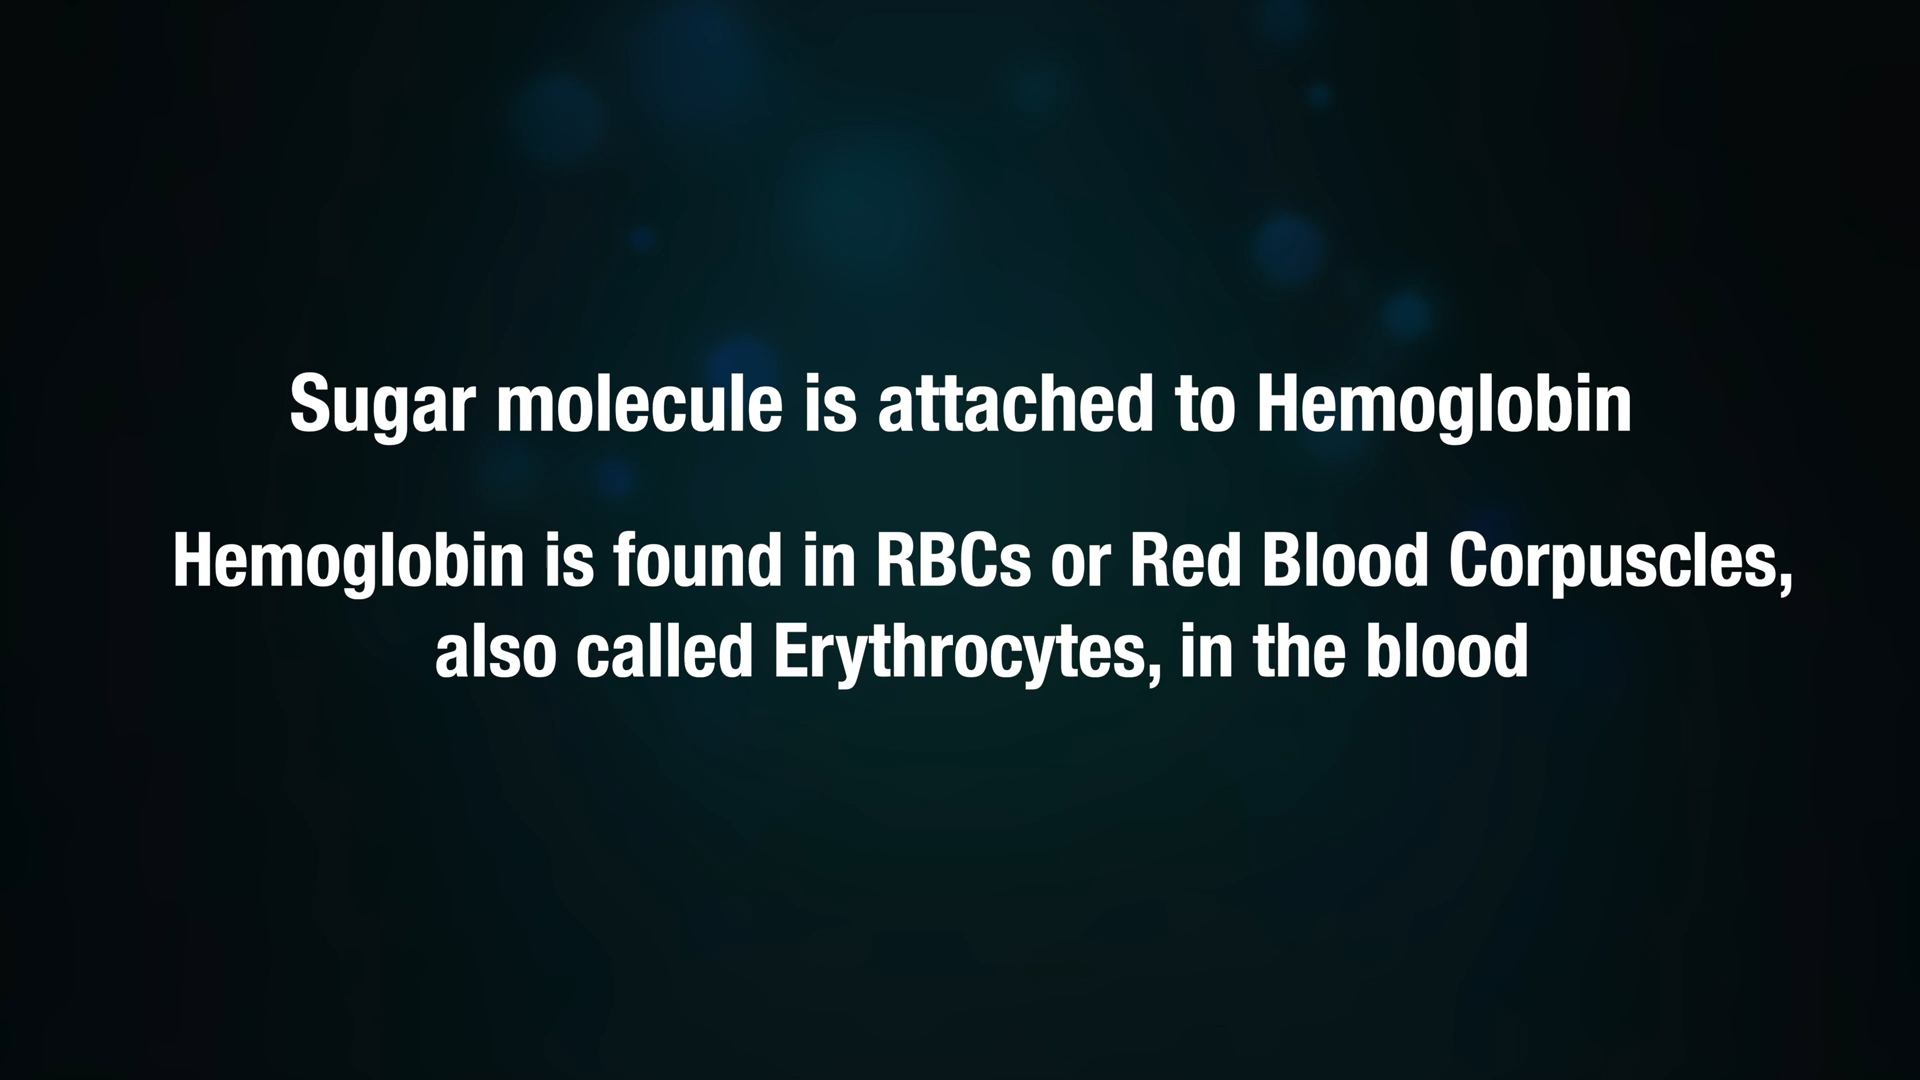 Sugar molecule is attached to Hemoglobin
Hemoglobin is found in RBCs or Red Blood Corpuscles,
also called Erythrocytes, in the blood